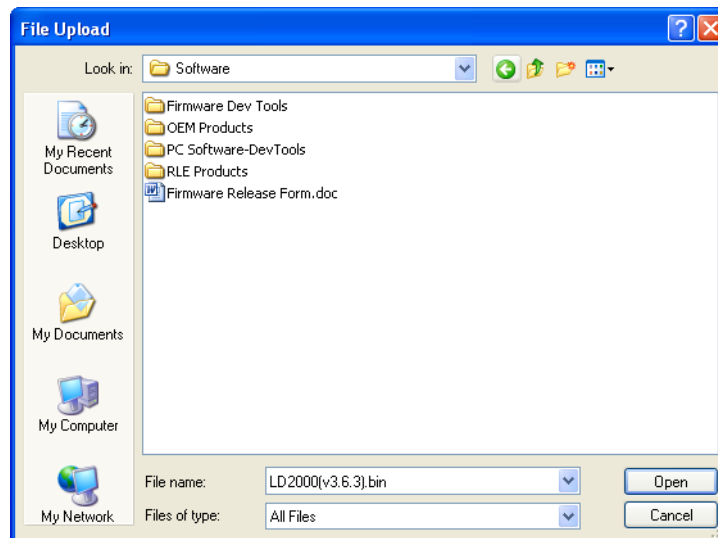 File Upload
Look in:
Software
Firmware Dev Tools
OEM Products
PC Software-DevTools
RLE Products
Firmware Release Form.doc
My Recent
Documents
Desktop
My Documents
My Computer
My Network
File name:
LD2000(v3.6.3).bin
Open
Files of type:
All Files
Cancel